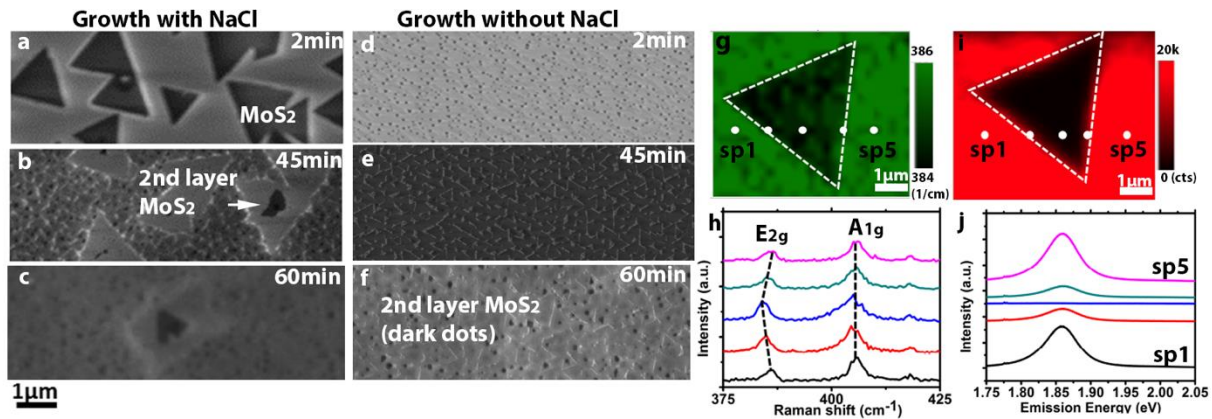 Growth with NaCl
Growth without NaCl
a
2min
MoS₂
b
45min
2nd layer
MoS₂
c
60min
1µm
d
2min
e
45min
f
60min
2nd layer MoS₂
(dark dots)
g
386
sp1
sp5
1µm
384
(1/cm)
i
20k
sp1
sp5
1µm
0 (cts)
h
E2g
A1g
Intensity (a.u.)
375
405
425
Raman shift (cm⁻¹)
j
sp5
sp1
Intensity (a.u.)
1.75
1.80
1.85
1.90
1.95
2.00
2.05
Emission Energy (eV)